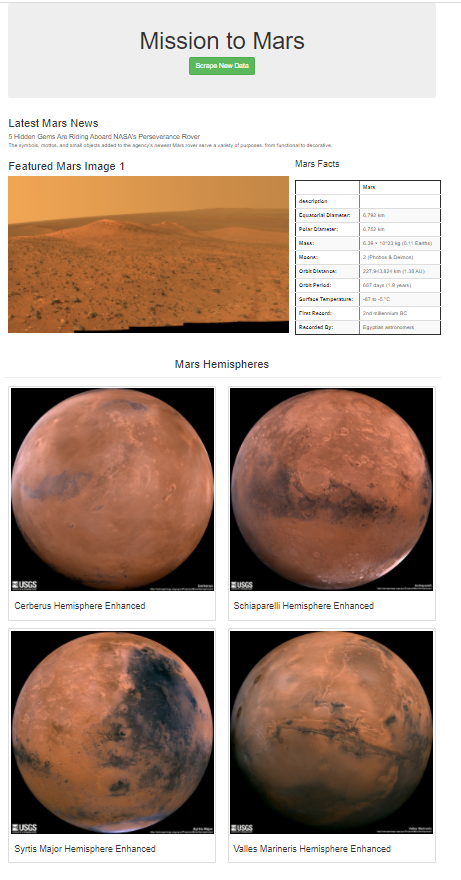 Mission to Mars
Scrape New Data
Latest Mars News
5 Hidden Gems Are Riding Aboard NASA's Perseverance Rover
The symbols, mottos, and small objects added to the agency's newest Mars rover serve a variety of purposes, from functional to decorative.
Featured Mars Image 1
Mars Facts
Mars
description
Equatorial Diameter: 6,792 km
Polar Diameter: 6,752 km
Mass: 6.39 × 10^23 kg (0.11 Earths)
Moons: 2 (Phobos & Deimos)
Orbit Distance: 227,943,824 km (1.38 AU)
Orbit Period: 687 days (1.9 years)
Surface Temperature: -87 to -5 °C
First Record: 2nd millennium BC
Recorded By: Egyptian astronomers
Mars Hemispheres
USGS
Cerberus
USGS
Schiaparelli
Cerberus Hemisphere Enhanced
Schiaparelli Hemisphere Enhanced
USGS
Syrtis Major
USGS
Valles Marineris
Syrtis Major Hemisphere Enhanced
Valles Marineris Hemisphere Enhanced